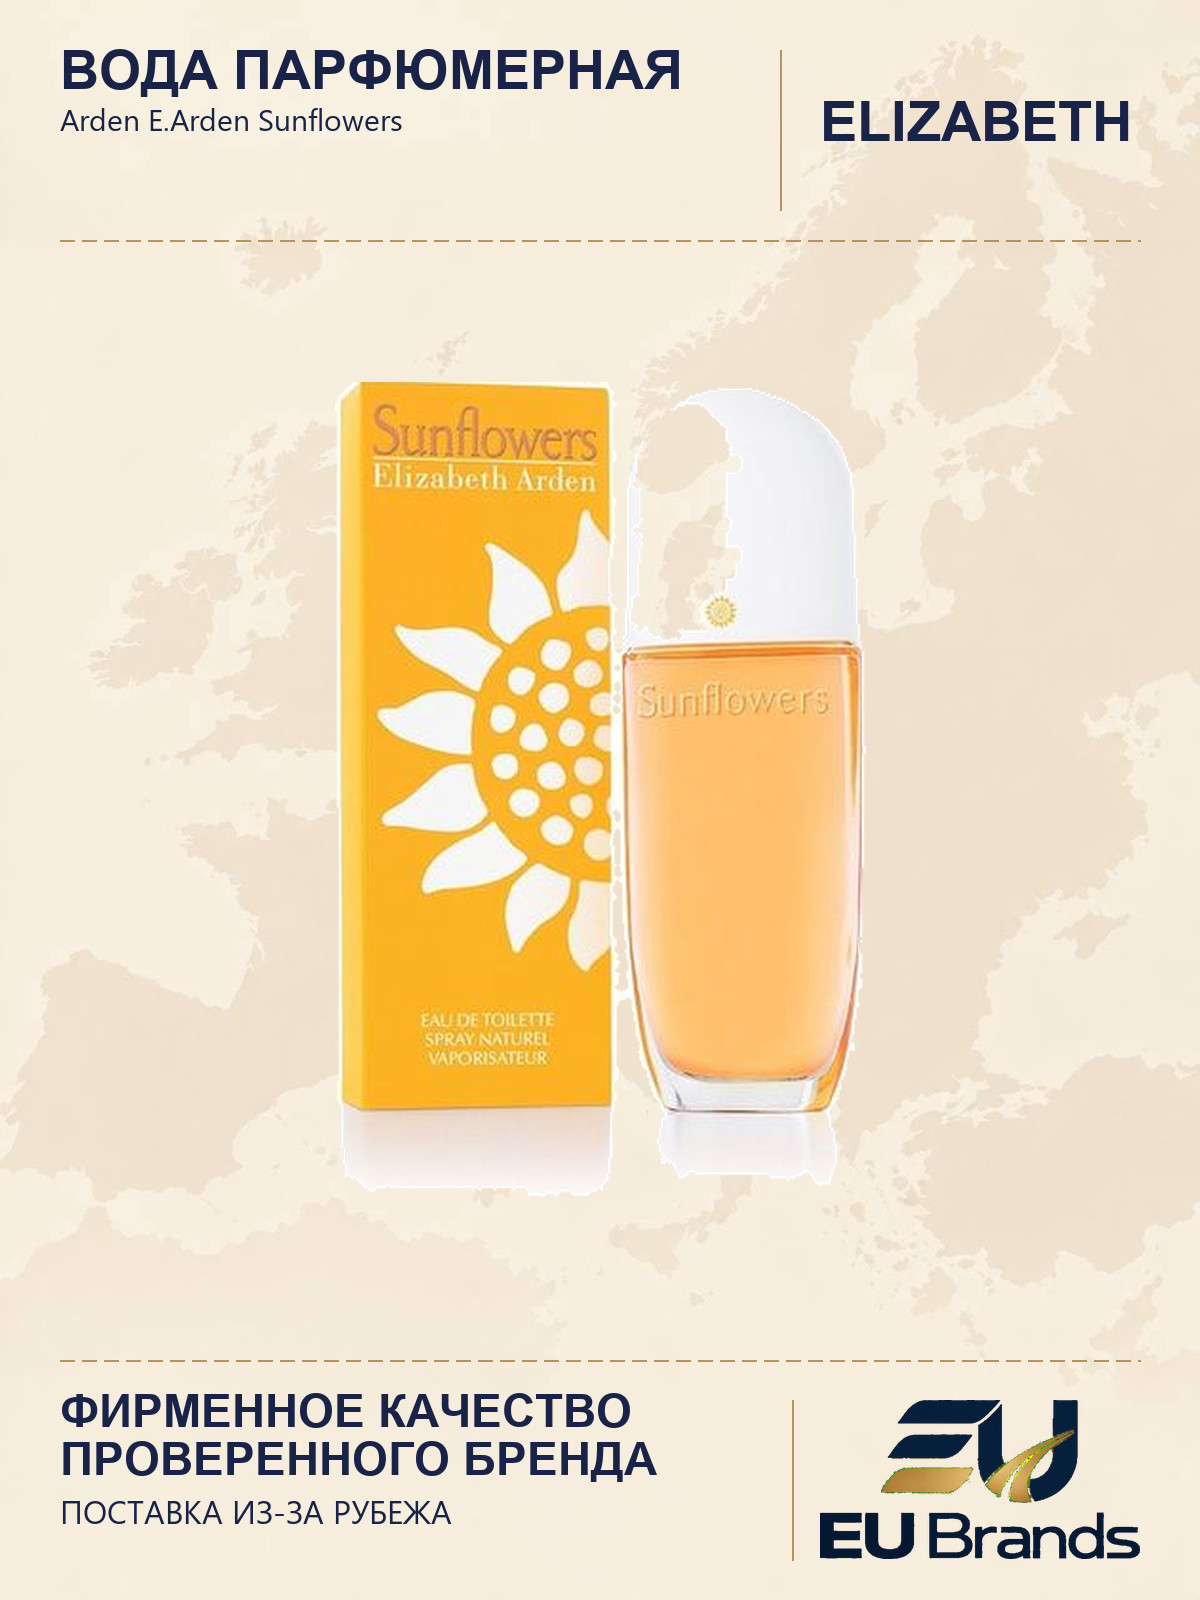 ВОДА ПАРФЮМЕРНАЯ
Arden E.Arden Sunflowers
ELIZABETH
Sunflowers
Elizabeth Arden
EAU DE TOILETTE
SPRAY NATUREL
VAPORISATEUR
Sunflowers
ФИРМЕННОЕ КАЧЕСТВО
ПРОВЕРЕННОГО БРЕНДА
ПОСТАВКА ИЗ-ЗА РУБЕЖА
EU
EU Brands